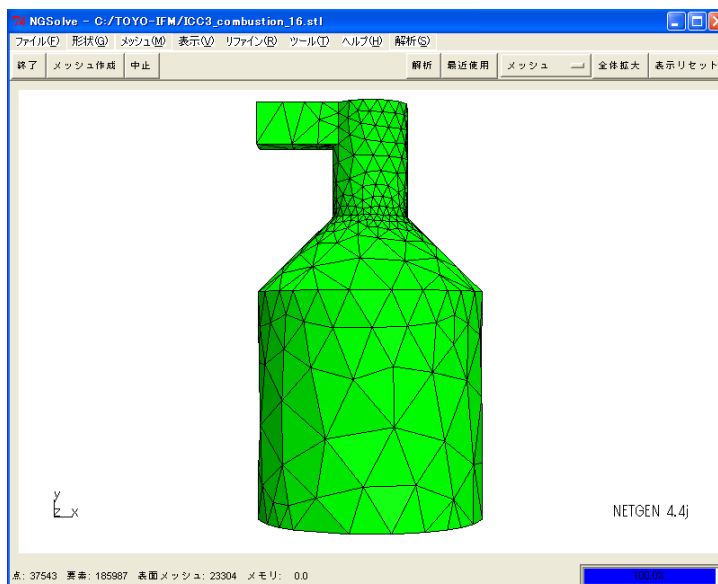 NGSolve - C:/TOYO-IFM/ICC3_combustion_16.stl
ファイル(F) 形状(G) メッシュ(M) 表示(V) リファイン(R) ツール(T) ヘルプ(H) 解析(S)
終了 メッシュ作成 中止 解析 最近使用 メッシュ 全体拡大 表示リセット
y
z x
NETGEN 4.4j
点: 37543 要素: 185987 表面メッシュ: 23304 メモリ: 0.0
100.0%